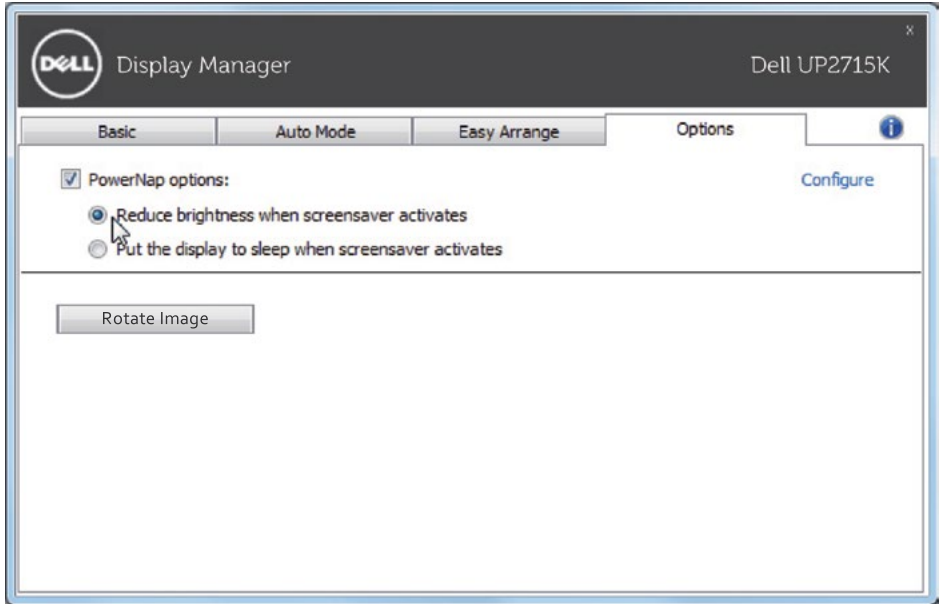 DELL Display Manager Dell UP2715K x
Basic Auto Mode Easy Arrange Options i
PowerNap options: Configure
Reduce brightness when screensaver activates
Put the display to sleep when screensaver activates
Rotate Image